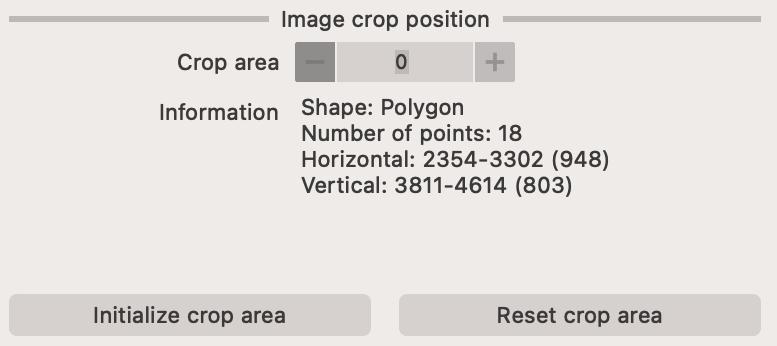 Image crop position
Crop area − 0 +
Information
Shape: Polygon
Number of points: 18
Horizontal: 2354-3302 (948)
Vertical: 3811-4614 (803)
Initialize crop area
Reset crop area